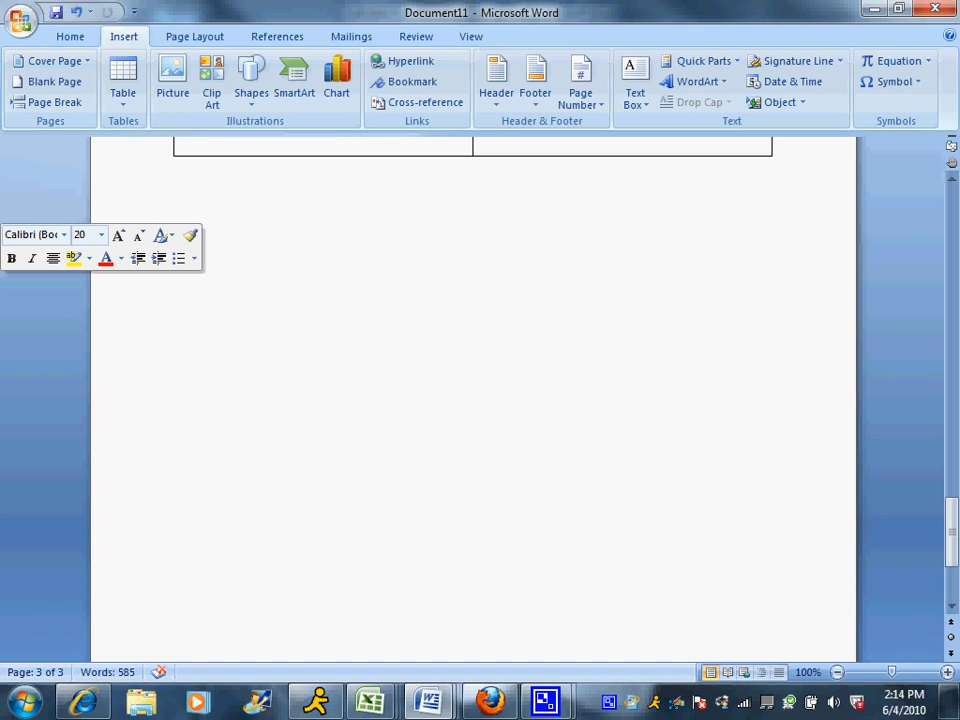 Document11 - Microsoft Word
Home Insert Page Layout References Mailings Review View
Cover Page
Blank Page
Page Break
Pages
Table
Tables
Picture
Clip Art
Shapes
SmartArt
Chart
Illustrations
Hyperlink
Bookmark
Cross-reference
Links
Header
Footer
Page Number
Header & Footer
Text Box
Quick Parts
WordArt
Drop Cap
Signature Line
Date & Time
Object
Text
Equation
Symbol
Symbols
Calibri (Boc 20
Page: 3 of 3 Words: 585 100%
2:14 PM
6/4/2010